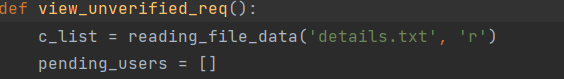 def view_unverified_req():
    c_list = reading_file_data('details.txt', 'r')
    pending_users = []